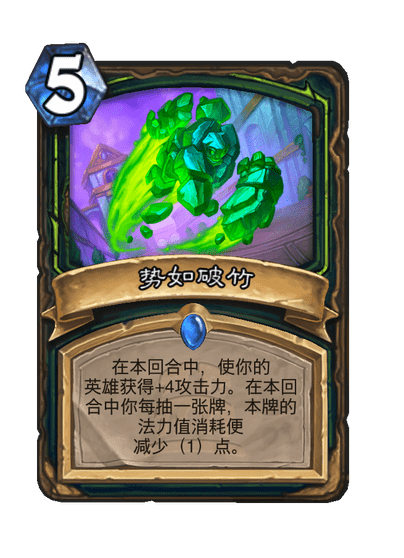 5
势如破竹
在本回合中，使你的
英雄获得+4攻击力。在本回
合中你每抽一张牌，本牌的
法力值消耗便
减少（1）点。